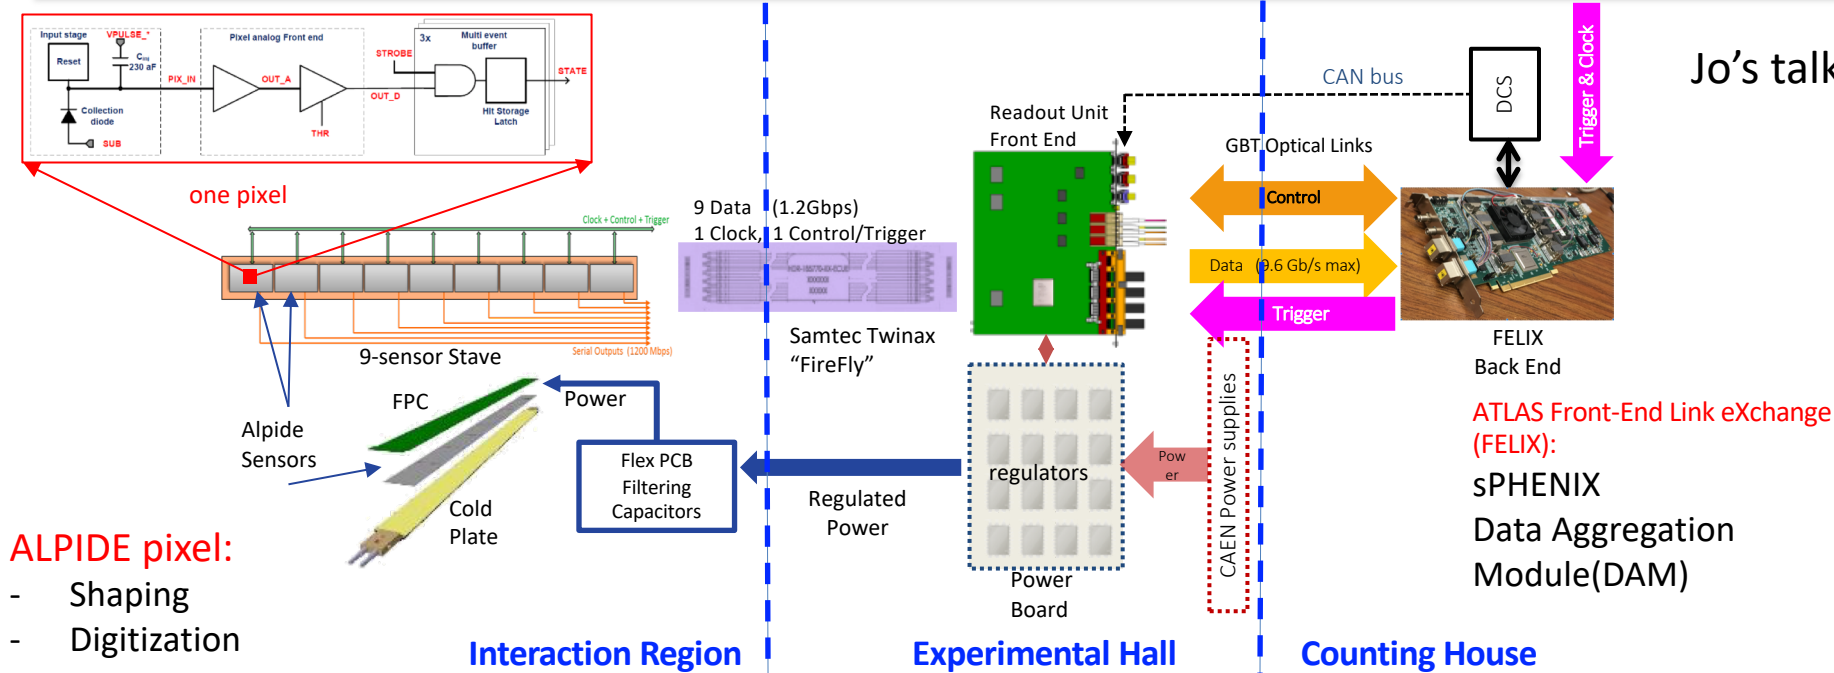 Input stage
VPULSE_*
Reset
Cinj
230 aF
PIX_IN
Collection
diode
SUB
Pixel analog Front end
OUT_A
THR
OUT_D
3x
Multi event
buffer
STROBE
STATE
Hit Storage
Latch
one pixel
Clock + Control + Trigger
Serial Outputs (1200 Mbps)
9-sensor Stave
9 Data (1.2Gbps)
1 Clock, 1 Control/Trigger
Samtec Twinax
“FireFly”
Readout Unit
Front End
CAN bus
DCS
Trigger & Clock
Jo’s talk
GBT Optical Links
Control
Data (9.6 Gb/s max)
Trigger
FELIX
Back End
FPC
Power
Alpide
Sensors
Cold
Plate
Flex PCB
Filtering
Capacitors
Regulated
Power
regulators
Power
Board
Pow
er
CAEN Power supplies
ATLAS Front-End Link eXchange
(FELIX):
sPHENIX
Data Aggregation
Module(DAM)
ALPIDE pixel:
- Shaping
- Digitization
Interaction Region
Experimental Hall
Counting House